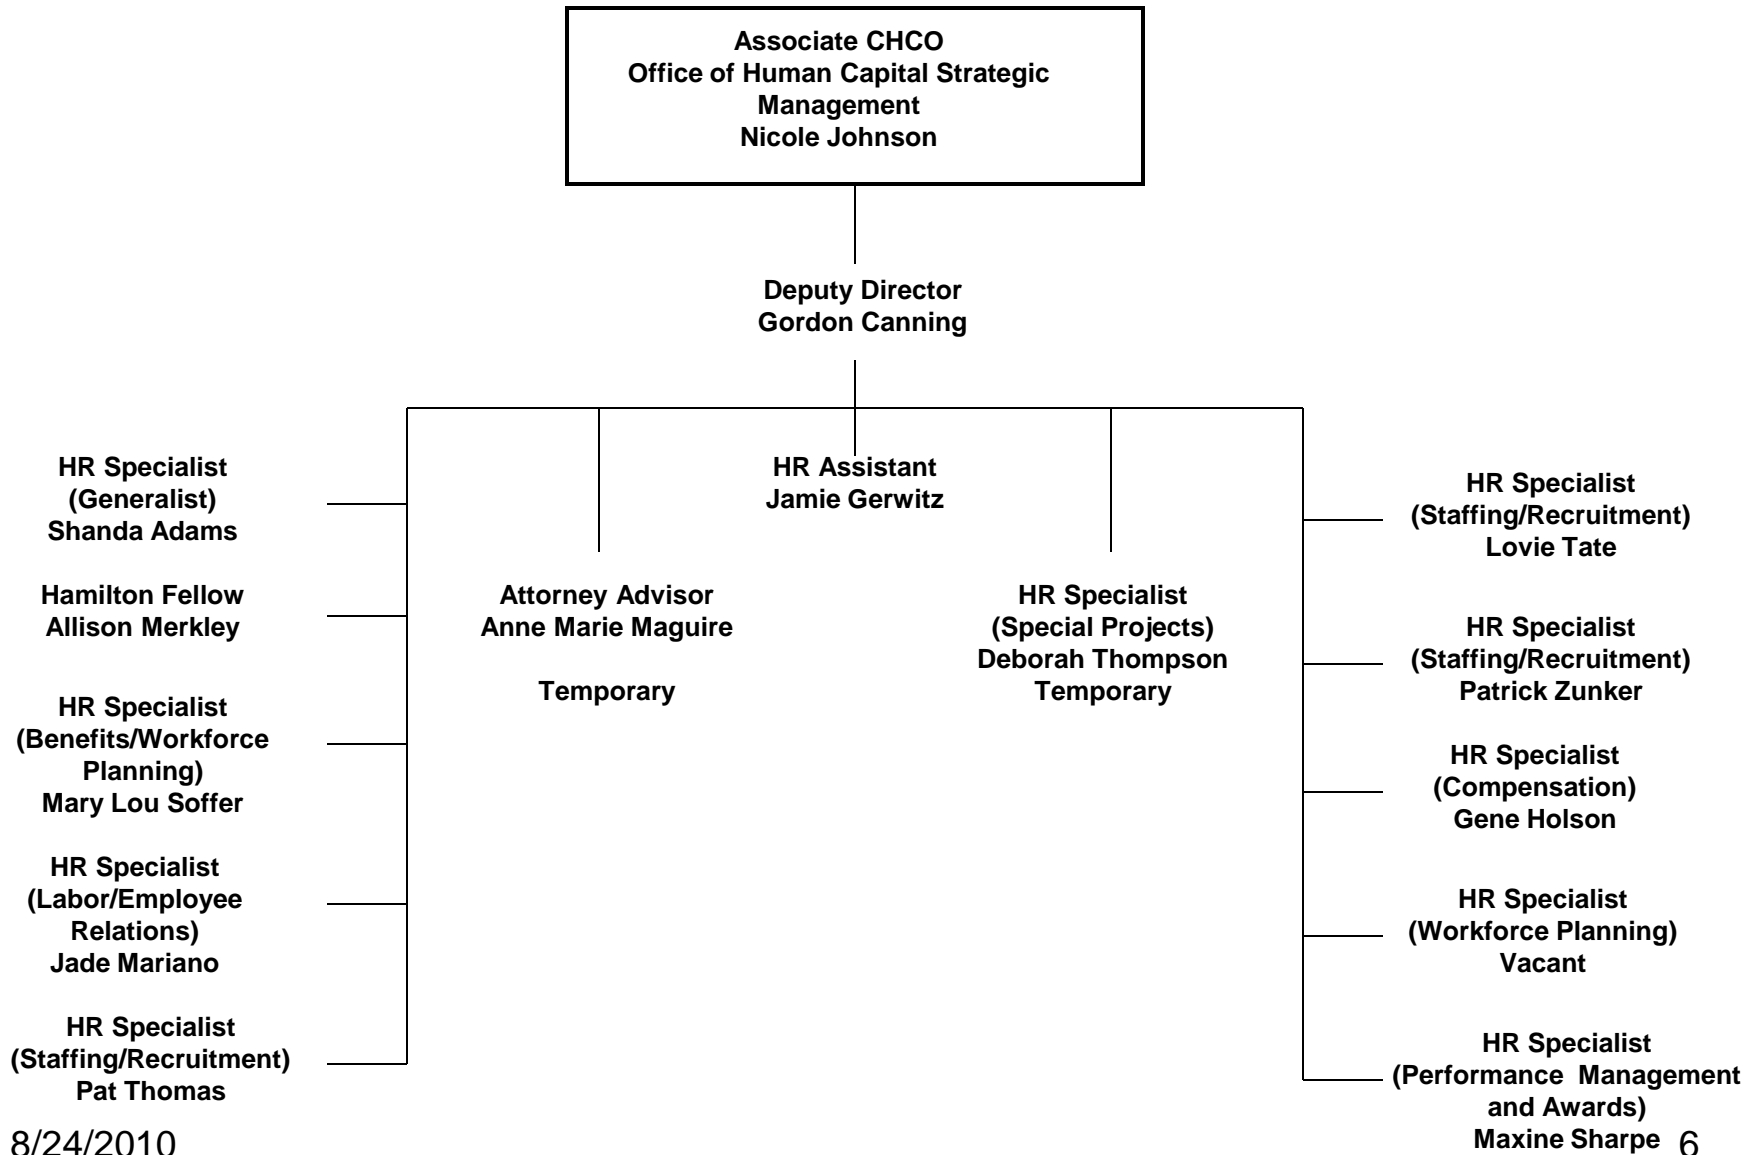 Associate CHCO
Office of Human Capital Strategic
Management
Nicole Johnson
Deputy Director
Gordon Canning
HR Specialist
(Generalist)
Shanda Adams
Hamilton Fellow
Allison Merkley
HR Specialist
(Benefits/Workforce
Planning)
Mary Lou Soffer
HR Specialist
(Labor/Employee
Relations)
Jade Mariano
HR Specialist
(Staffing/Recruitment)
Pat Thomas
Attorney Advisor
Anne Marie Maguire
Temporary
HR Assistant
Jamie Gerwitz
HR Specialist
(Special Projects)
Deborah Thompson
Temporary
HR Specialist
(Staffing/Recruitment)
Lovie Tate
HR Specialist
(Staffing/Recruitment)
Patrick Zunker
HR Specialist
(Compensation)
Gene Holson
HR Specialist
(Workforce Planning)
Vacant
HR Specialist
(Performance Management
and Awards)
Maxine Sharpe
8/24/2010
6